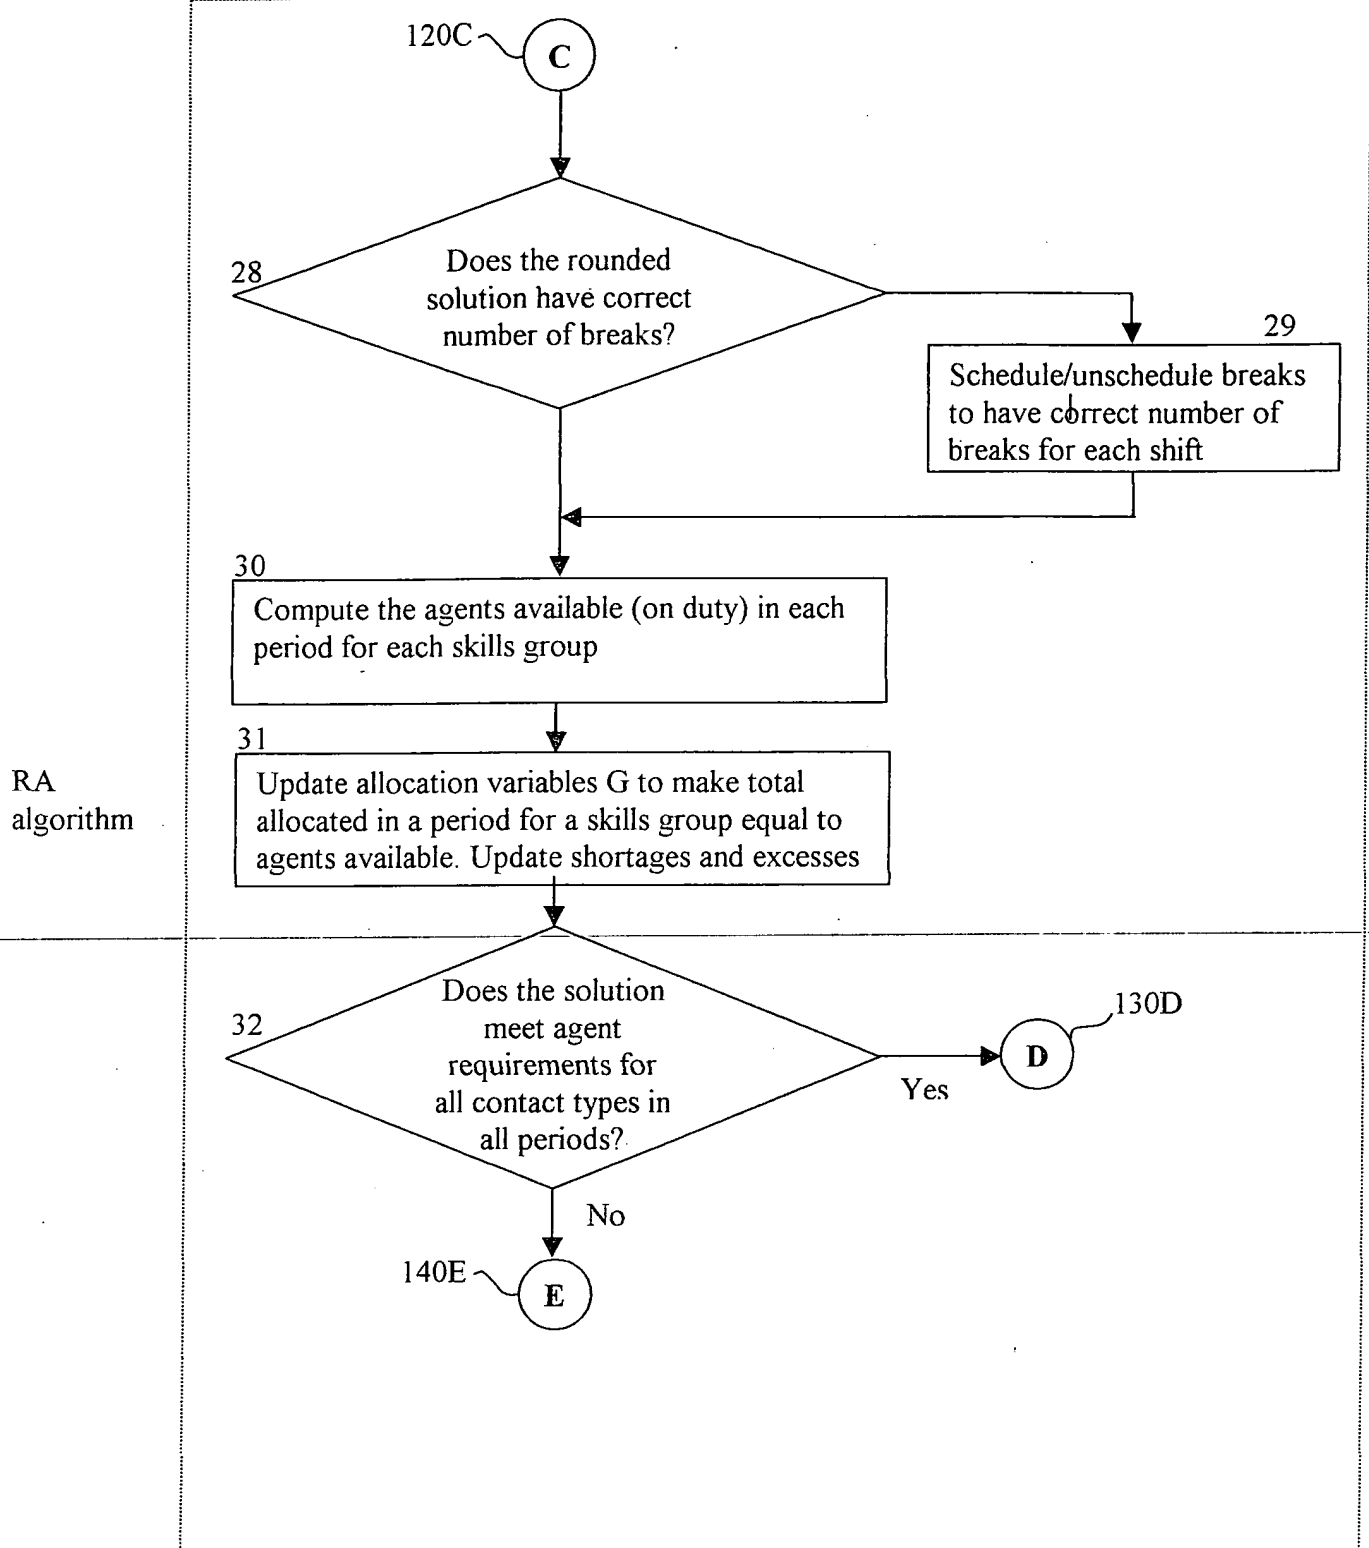 120C
C
28
Does the rounded
solution have correct
number of breaks?
29
Schedule/unschedule breaks
to have correct number of
breaks for each shift
30
Compute the agents available (on duty) in each
period for each skills group
31
Update allocation variables G to make total
allocated in a period for a skills group equal to
agents available. Update shortages and excesses
RA
algorithm
32
Does the solution
meet agent
requirements for
all contact types in
all periods?
Yes
D
130D
No
140E
E